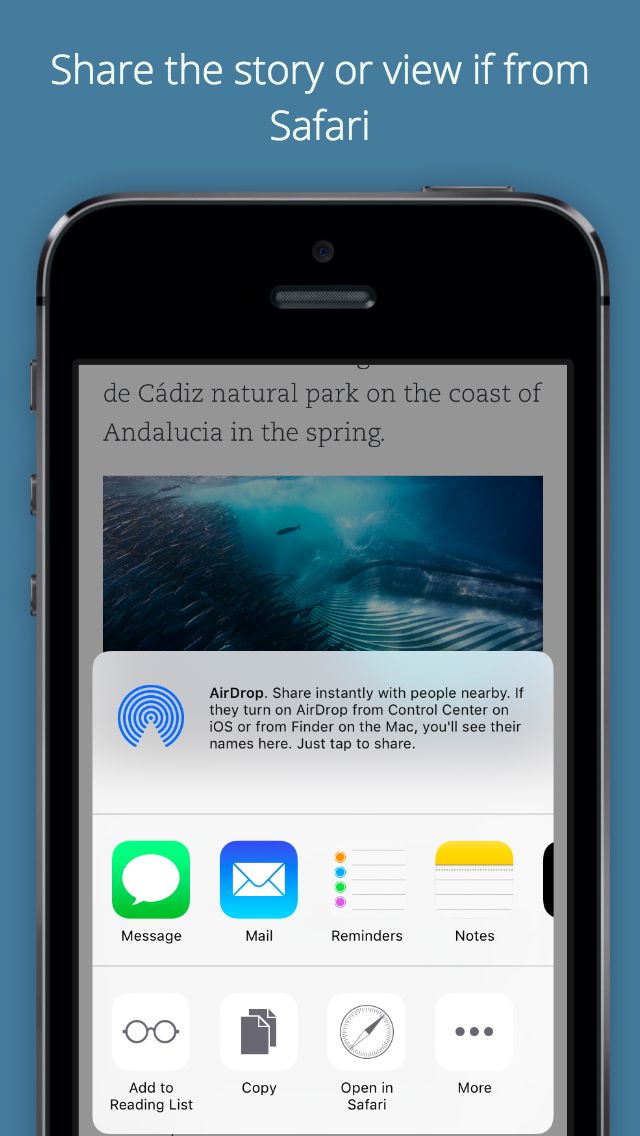 Share the story or view if from
Safari
de Cádiz natural park on the coast of
Andalucia in the spring.
AirDrop. Share instantly with people nearby. If
they turn on AirDrop from Control Center on
iOS or from Finder on the Mac, you'll see their
names here. Just tap to share.
Message
Mail
Reminders
Notes
Add to
Reading List
Copy
Open in
Safari
More